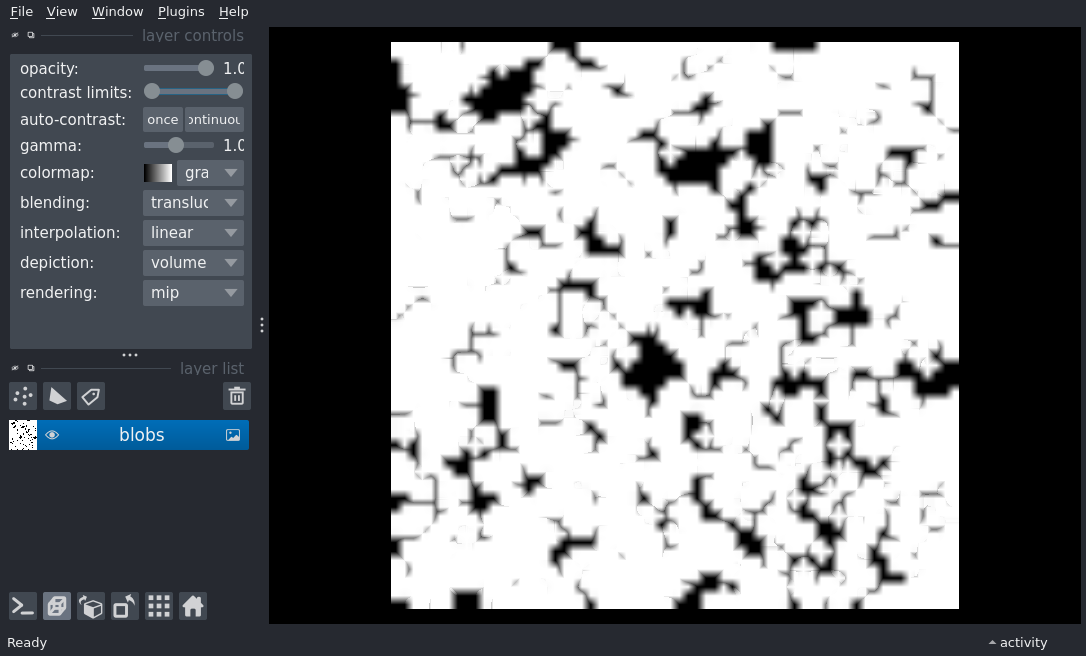 File View Window Plugins Help
layer controls
opacity: 1.0
contrast limits:
auto-contrast: once ontinuou
gamma: 1.0
colormap: gra
blending: transluc
interpolation: linear
depiction: volume
rendering: mip
layer list
blobs
Ready activity